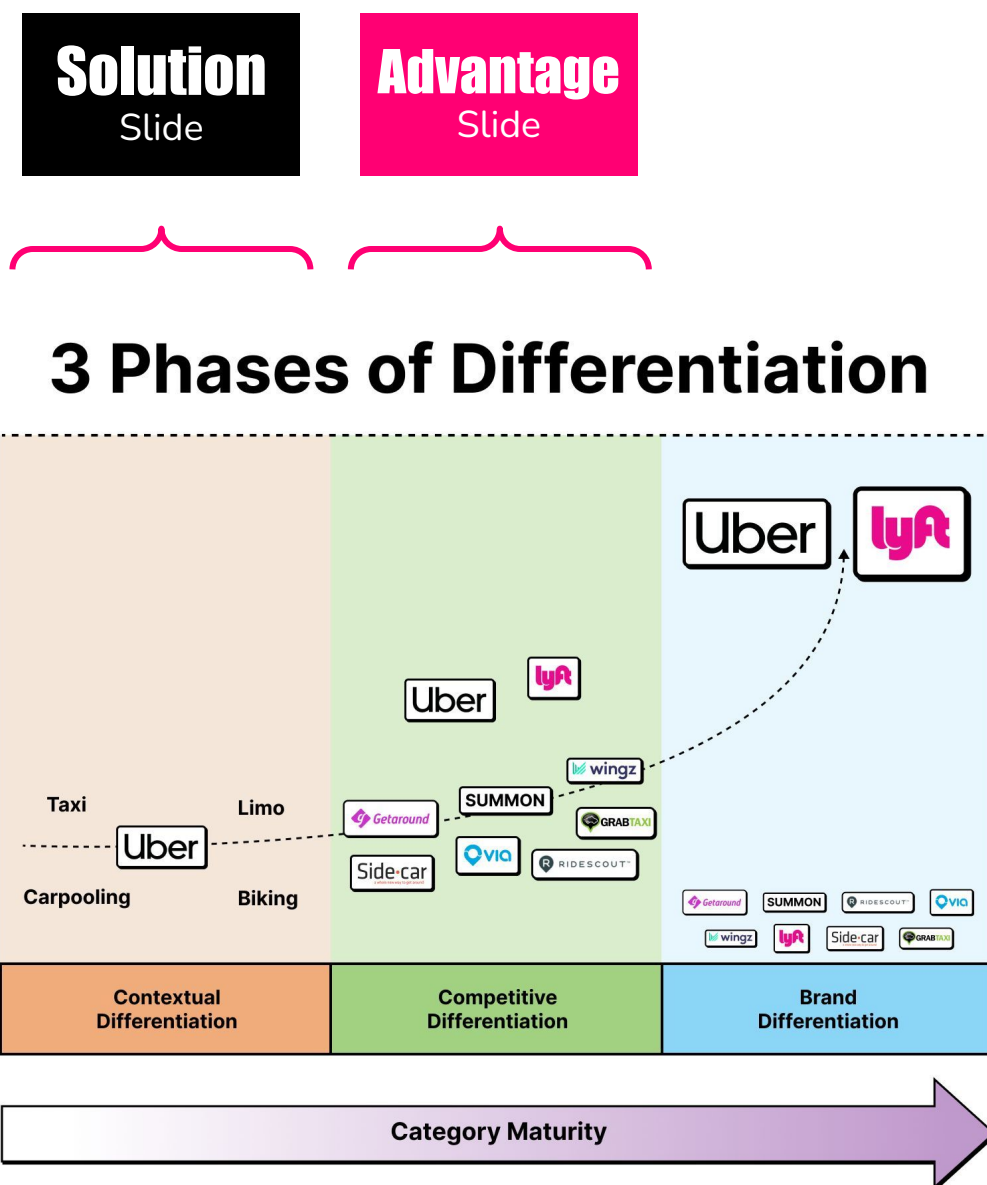 Solution
Slide
Advantage
Slide
3 Phases of Differentiation
Taxi
Limo
Uber
Carpooling
Biking
Uber
lyft
wingz
SUMMON
Getaround
GRABTAXI
Side·car
via
R RIDESCOUT
Uber
lyft
Getaround
SUMMON
R RIDESCOUT
via
wingz
lyft
Side·car
GRABTAXI
Contextual
Differentiation
Competitive
Differentiation
Brand
Differentiation
Category Maturity